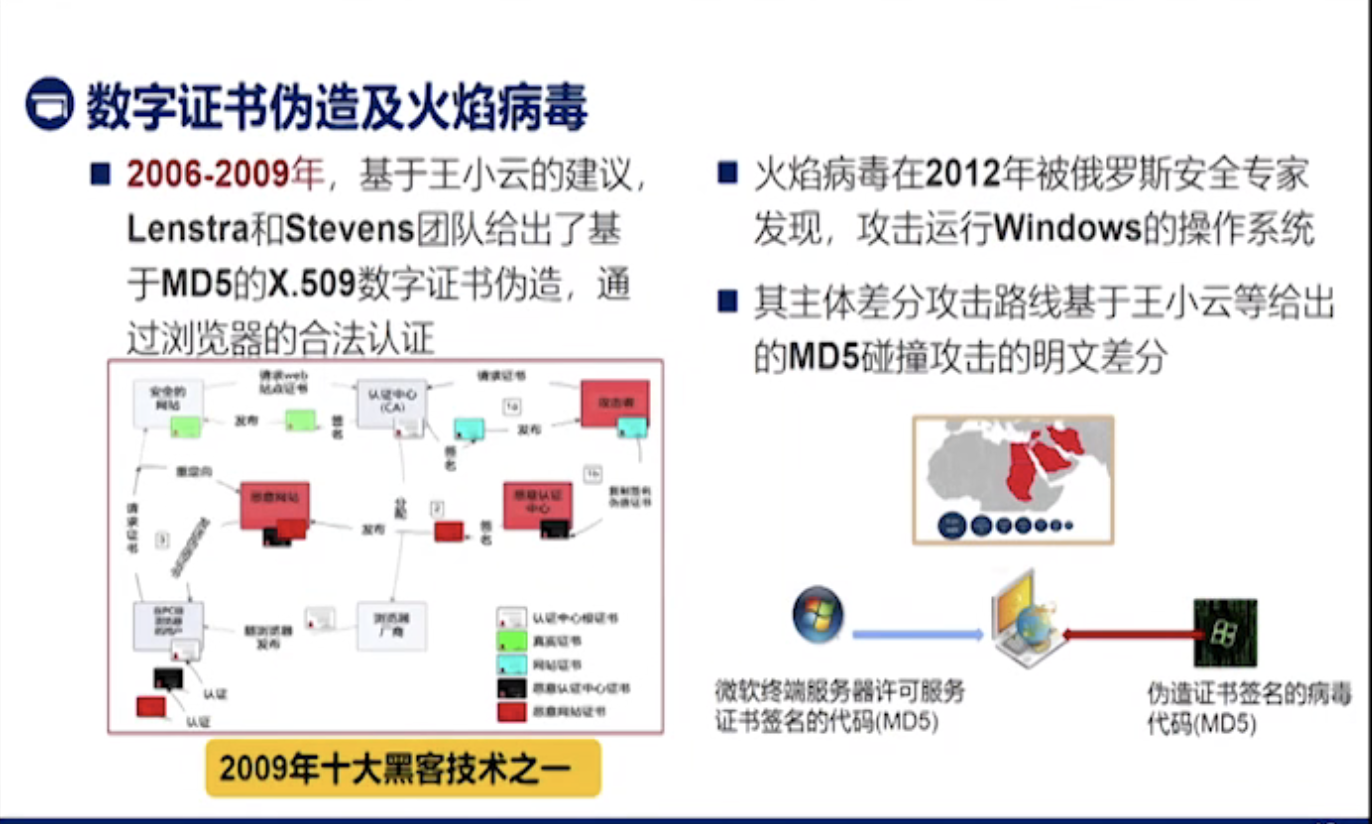 数字证书伪造及火焰病毒
2006-2009年，基于王小云的建议，
Lenstra和Stevens团队给出了基
于MD5的X.509数字证书伪造，通
过浏览器的合法认证
安全的
网站
请求web
站点证书
发布
签名
认证中心
(CA)
请求证书
1a
发布
签名
攻击者
1b
复制签名
伪造证书
重定向
恶意网站
发布
分配
2
签名
恶意认证
中心
请求证书
3
浏览器
厂商
随浏览器
发布
认证
认证
认证中心根证书
真实证书
网站证书
恶意认证中心证书
恶意网站证书
2009年十大黑客技术之一
火焰病毒在2012年被俄罗斯安全专家
发现，攻击运行Windows的操作系统
其主体差分攻击路线基于王小云等给出
的MD5碰撞攻击的明文差分
微软终端服务器许可服务
证书签名的代码(MD5)
伪造证书签名的病毒
代码(MD5)